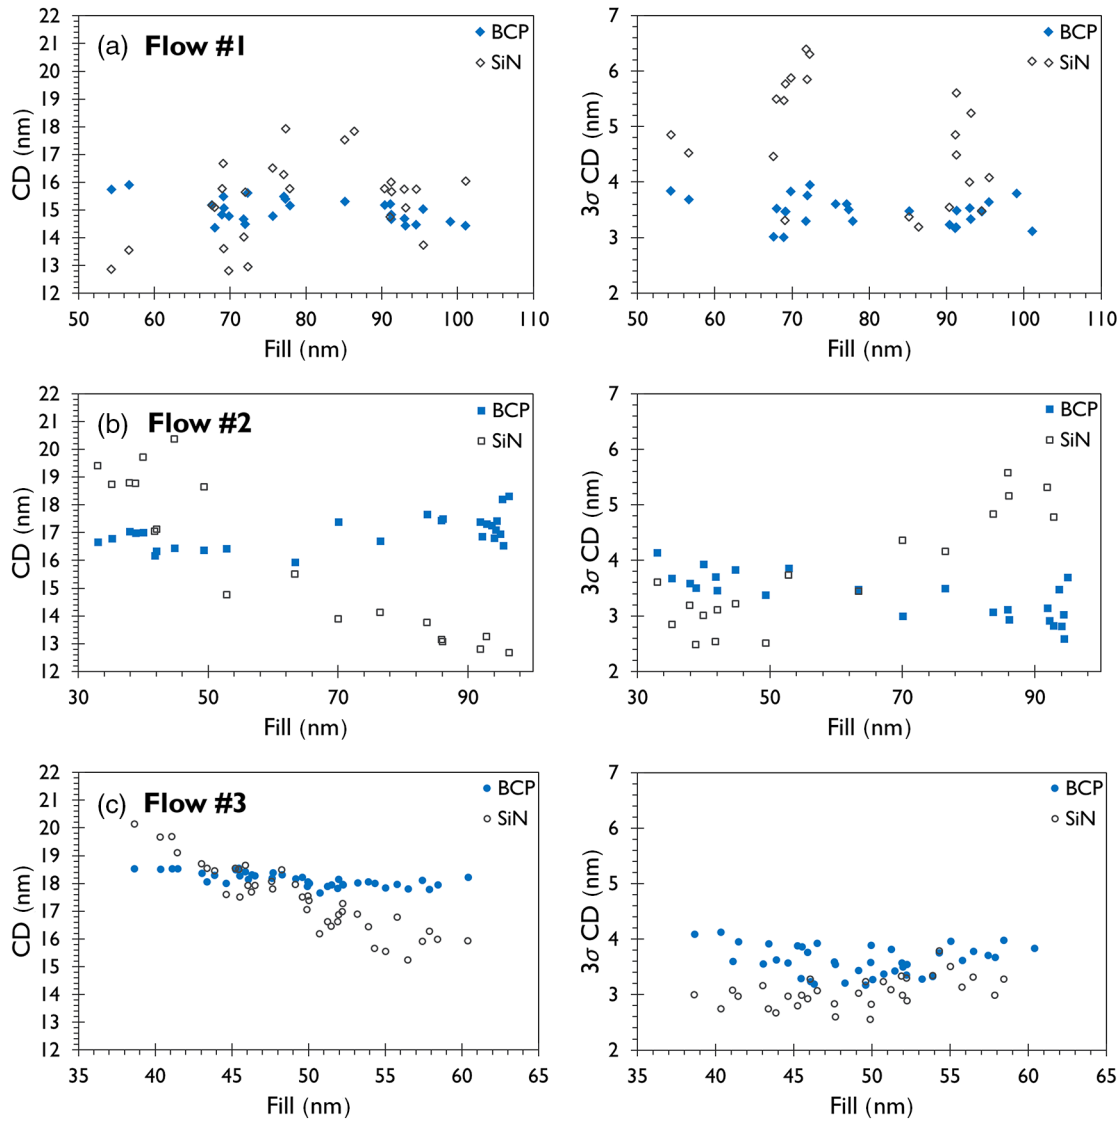 22
21
20
19
18
17
16
15
14
13
12
CD (nm)
(a) Flow #1
BCP
SiN
50 60 70 80 90 100 110
Fill (nm)
7
6
5
4
3
2
3σ CD (nm)
BCP
SiN
50 60 70 80 90 100 110
Fill (nm)
22
21
20
19
18
17
16
15
14
13
12
CD (nm)
(b) Flow #2
BCP
SiN
30 50 70 90
Fill (nm)
7
6
5
4
3
2
3σ CD (nm)
BCP
SiN
30 50 70 90
Fill (nm)
22
21
20
19
18
17
16
15
14
13
12
CD (nm)
(c) Flow #3
BCP
SiN
35 40 45 50 55 60 65
Fill (nm)
7
6
5
4
3
2
3σ CD (nm)
BCP
SiN
35 40 45 50 55 60 65
Fill (nm)